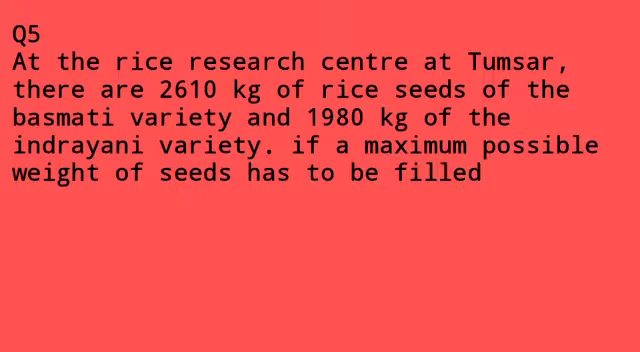 Q5
At the rice research centre at Tumsar,
there are 2610 kg of rice seeds of the
basmati variety and 1980 kg of the
indrayani variety. if a maximum possible
weight of seeds has to be filled